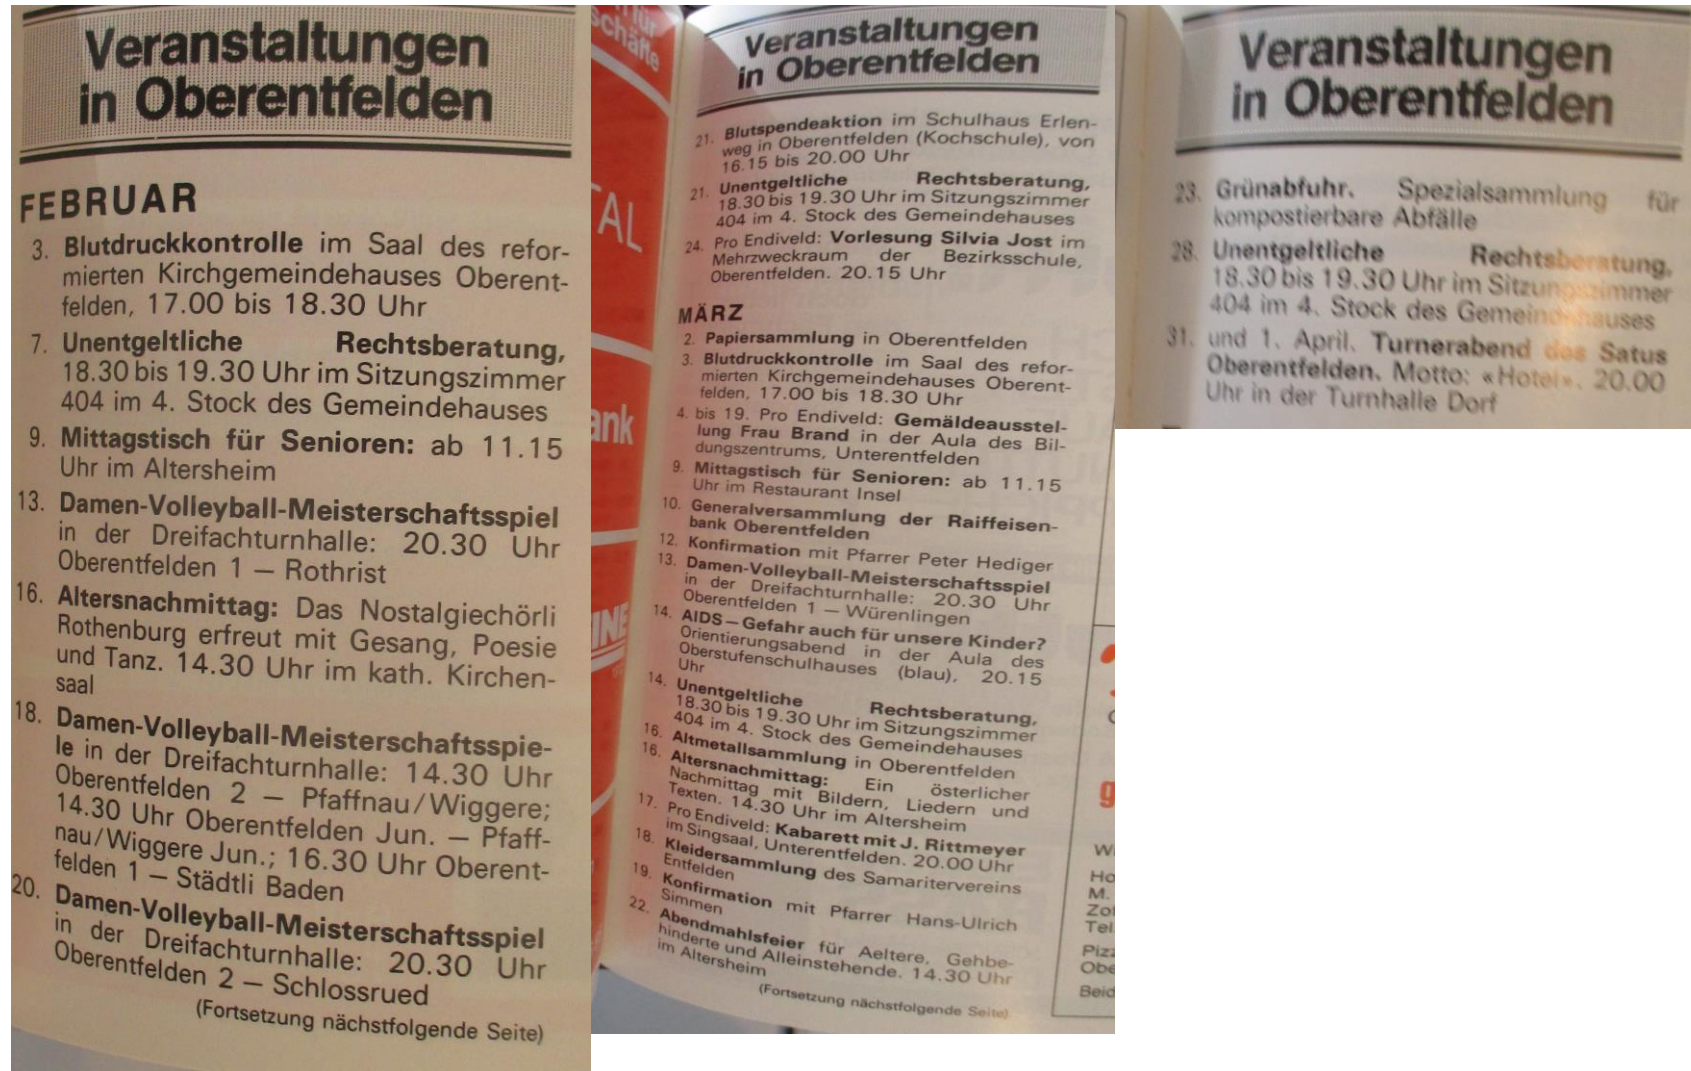 Veranstaltungen
in Oberentfelden
FEBRUAR
3. Blutdruckkontrolle im Saal des refor-
mierten Kirchgemeindehauses Oberent-
felden, 17.00 bis 18.30 Uhr
7. Unentgeltliche Rechtsberatung,
18.30 bis 19.30 Uhr im Sitzungszimmer
404 im 4. Stock des Gemeindehauses
9. Mittagstisch für Senioren: ab 11.15
Uhr im Altersheim
13. Damen-Volleyball-Meisterschaftsspiel
in der Dreifachturnhalle: 20.30 Uhr
Oberentfelden 1 — Rothrist
16. Altersnachmittag: Das Nostalgiechörli
Rothenburg erfreut mit Gesang, Poesie
und Tanz. 14.30 Uhr im kath. Kirchen-
saal
18. Damen-Volleyball-Meisterschaftsspie-
le in der Dreifachturnhalle: 14.30 Uhr
Oberentfelden 2 — Pfaffnau/Wiggere;
14.30 Uhr Oberentfelden Jun. — Pfaff-
nau/Wiggere Jun.; 16.30 Uhr Oberent-
felden 1 — Städtli Baden
20. Damen-Volleyball-Meisterschaftsspiel
in der Dreifachturnhalle: 20.30 Uhr
Oberentfelden 2 — Schlossrued
(Fortsetzung nächstfolgende Seite)
Veranstaltungen
in Oberentfelden
21. Blutspendeaktion im Schulhaus Erlen-
weg in Oberentfelden (Kochschule), von
16.15 bis 20.00 Uhr
21. Unentgeltliche Rechtsberatung,
18.30 bis 19.30 Uhr im Sitzungszimmer
404 im 4. Stock des Gemeindehauses
24. Pro Endiveld: Vorlesung Silvia Jost im
Mehrzweckraum der Bezirksschule,
Oberentfelden. 20.15 Uhr
MÄRZ
2. Papiersammlung in Oberentfelden
3. Blutdruckkontrolle im Saal des refor-
mierten Kirchgemeindehauses Oberent-
felden, 17.00 bis 18.30 Uhr
4. bis 19. Pro Endiveld: Gemäldeausstel-
lung Frau Brand in der Aula des Bil-
dungszentrums, Unterentfelden
9. Mittagstisch für Senioren: ab 11.15
Uhr im Restaurant Insel
10. Generalversammlung der Raiffeisen-
bank Oberentfelden
12. Konfirmation mit Pfarrer Peter Hediger
13. Damen-Volleyball-Meisterschaftsspiel
in der Dreifachturnhalle: 20.30 Uhr
Oberentfelden 1 — Würenlingen
14. AIDS — Gefahr auch für unsere Kinder?
Orientierungsabend in der Aula des
Oberstufenschulhauses (blau), 20.15
Uhr
14. Unentgeltliche Rechtsberatung,
18.30 bis 19.30 Uhr im Sitzungszimmer
404 im 4. Stock des Gemeindehauses
16. Altmetallsammlung in Oberentfelden
16. Altersnachmittag: Ein österlicher
Nachmittag mit Bildern, Liedern und
Texten. 14.30 Uhr im Altersheim
17. Pro Endiveld: Kabarett mit J. Rittmeyer
im Singsaal, Unterentfelden. 20.00 Uhr
18. Kleidersammlung des Samaritervereins
Entfelden
19. Konfirmation mit Pfarrer Hans-Ulrich
Simmen
22. Abendmahlsfeier für Aeltere, Gehbe-
hinderte und Alleinstehende. 14.30 Uhr
im Altersheim
(Fortsetzung nächstfolgende Seite)
Veranstaltungen
in Oberentfelden
23. Grünabfuhr. Spezialsammlung für
kompostierbare Abfälle
28. Unentgeltliche Rechtsberatung,
18.30 bis 19.30 Uhr im Sitzungszimmer
404 im 4. Stock des Gemeindehauses
31. und 1. April. Turnerabend des Satus
Oberentfelden. Motto: «Hotel». 20.00
Uhr in der Turnhalle Dorf